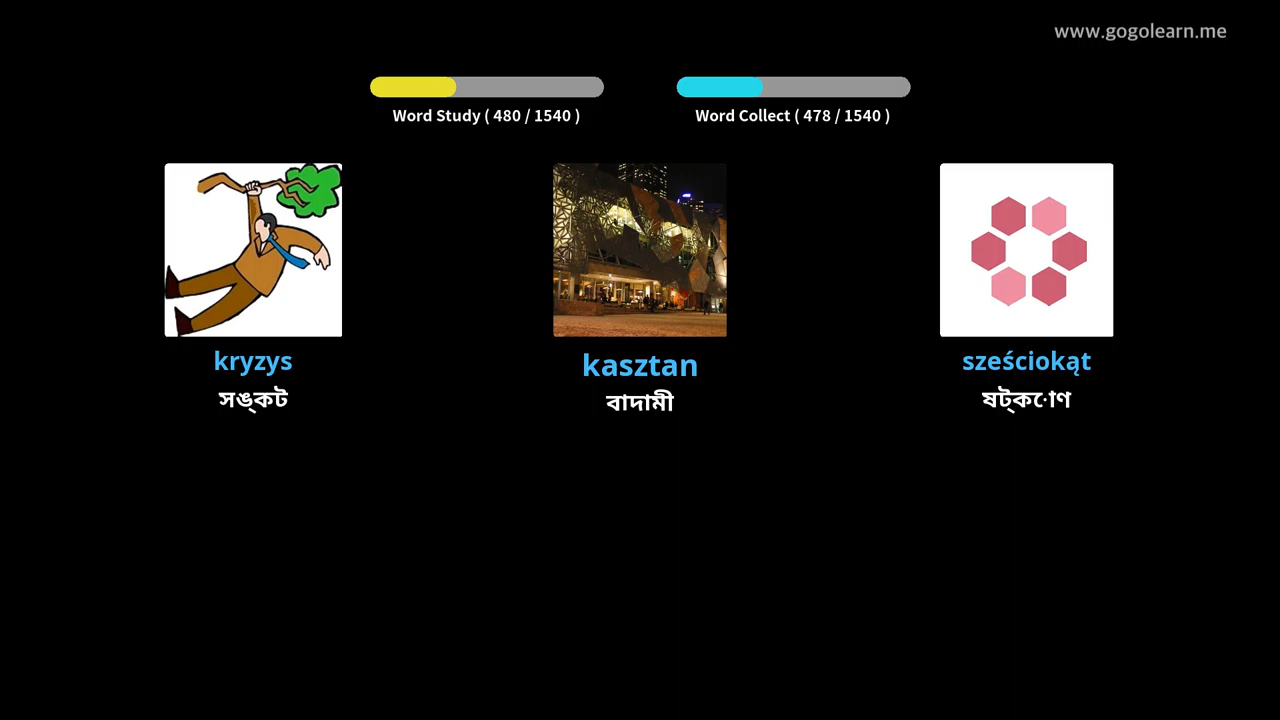 www.gogolearn.me
Word Study ( 480 / 1540 )
Word Collect ( 478 / 1540 )
kryzys
kasztan
sześciokąt
সঙ্কট
বাদামী
ষট্কোণ